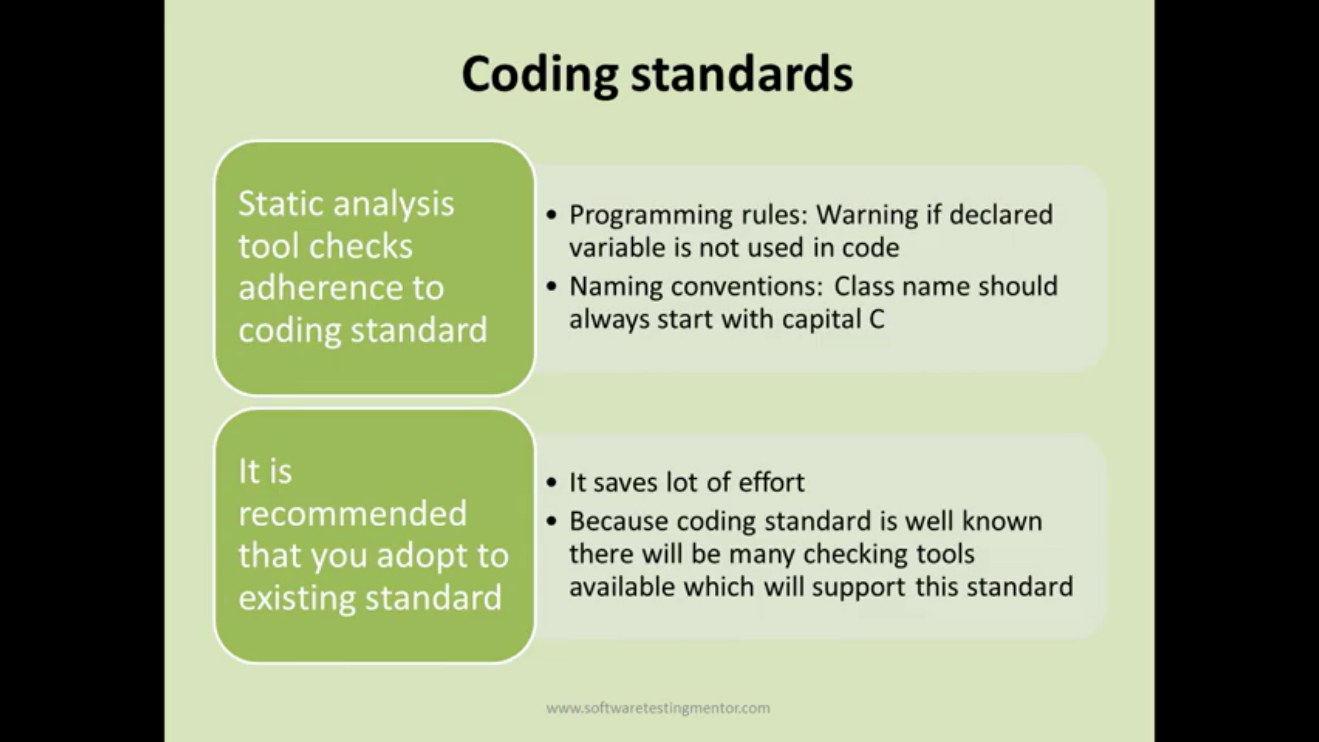 Coding standards
Static analysis
tool checks
adherence to
coding standard
• Programming rules: Warning if declared
variable is not used in code
• Naming conventions: Class name should
always start with capital C
It is
recommended
that you adopt to
existing standard
• It saves lot of effort
• Because coding standard is well known
there will be many checking tools
available which will support this standard
www.softwaretestingmentor.com